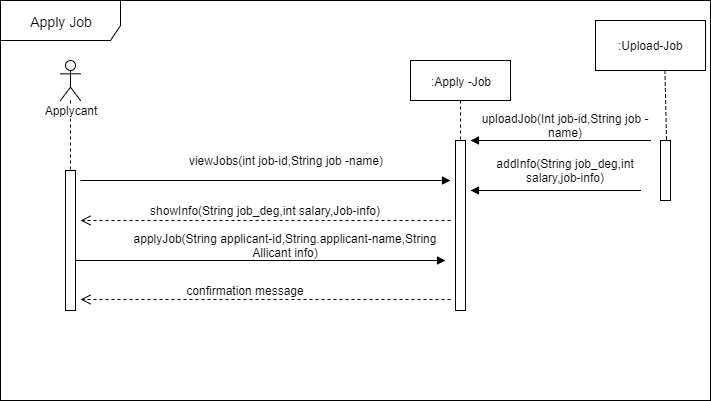 Apply Job
:Upload-Job
:Apply -Job
Applycant
uploadJob(Int job-id,String job -
name)
viewJobs(int job-id,String job -name)
addInfo(String job_deg,int
salary,job-info)
showInfo(String job_deg,int salary,Job-info)
applyJob(String applicant-id,String.applicant-name,String
Allicant info)
confirmation message